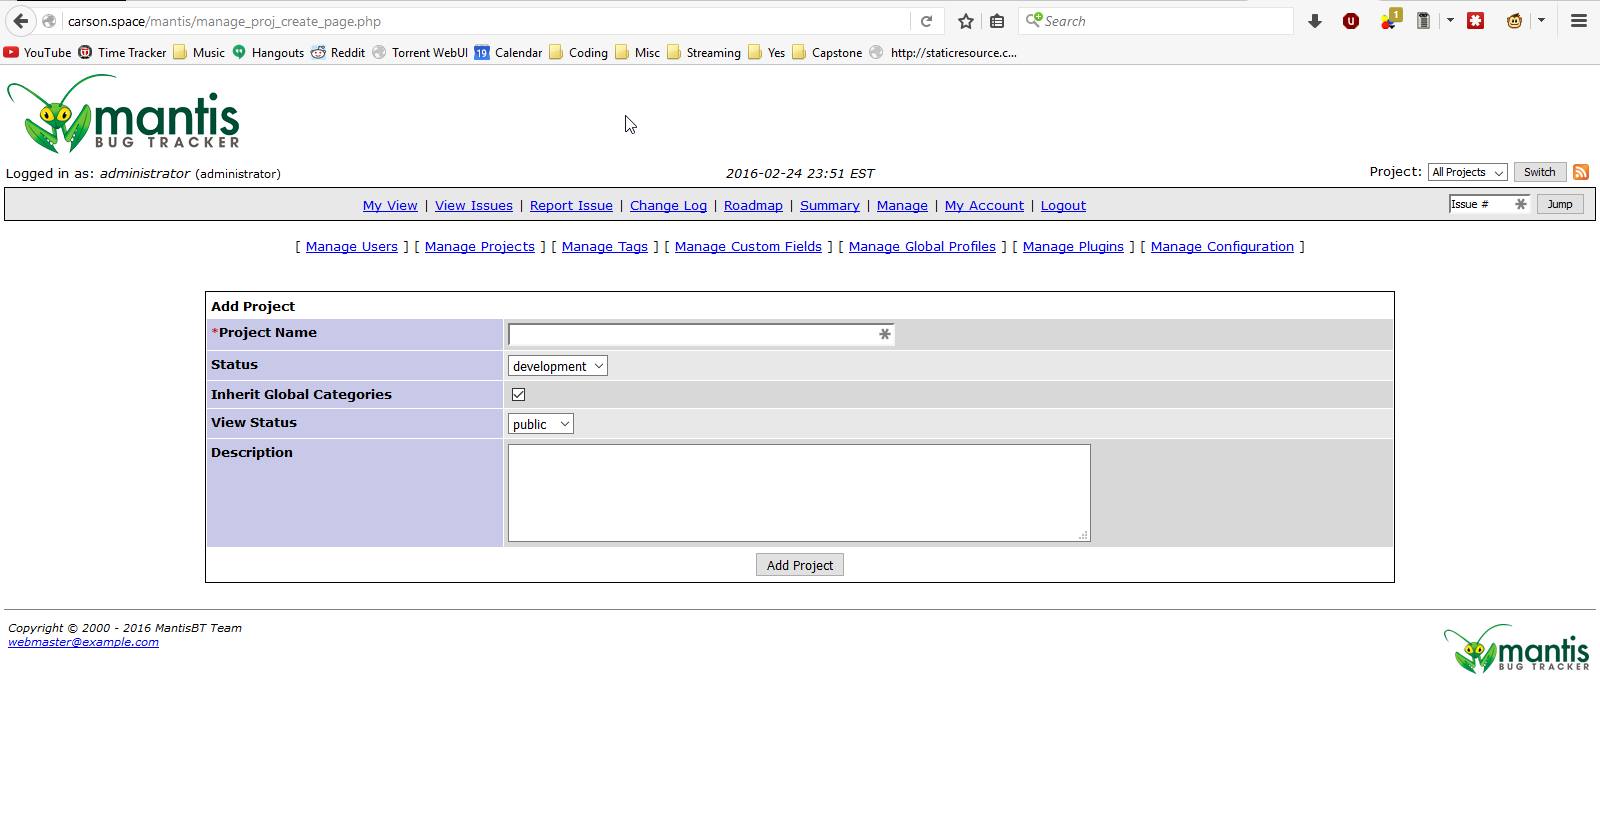 carson.space/mantis/manage_proj_create_page.php
Search
1
YouTube Time Tracker Music Hangouts Reddit Torrent WebUI 19 Calendar Coding Misc Streaming Yes Capstone http://staticresource.c...
mantis
BUG TRACKER
Logged in as: administrator (administrator)
2016-02-24 23:51 EST
Project: All Projects Switch
My View | View Issues | Report Issue | Change Log | Roadmap | Summary | Manage | My Account | Logout
Issue # Jump
[ Manage Users ] [ Manage Projects ] [ Manage Tags ] [ Manage Custom Fields ] [ Manage Global Profiles ] [ Manage Plugins ] [ Manage Configuration ]
Add Project
*Project Name
Status development
Inherit Global Categories
View Status public
Description
Add Project
Copyright © 2000 - 2016 MantisBT Team
webmaster@example.com
mantis
BUG TRACKER